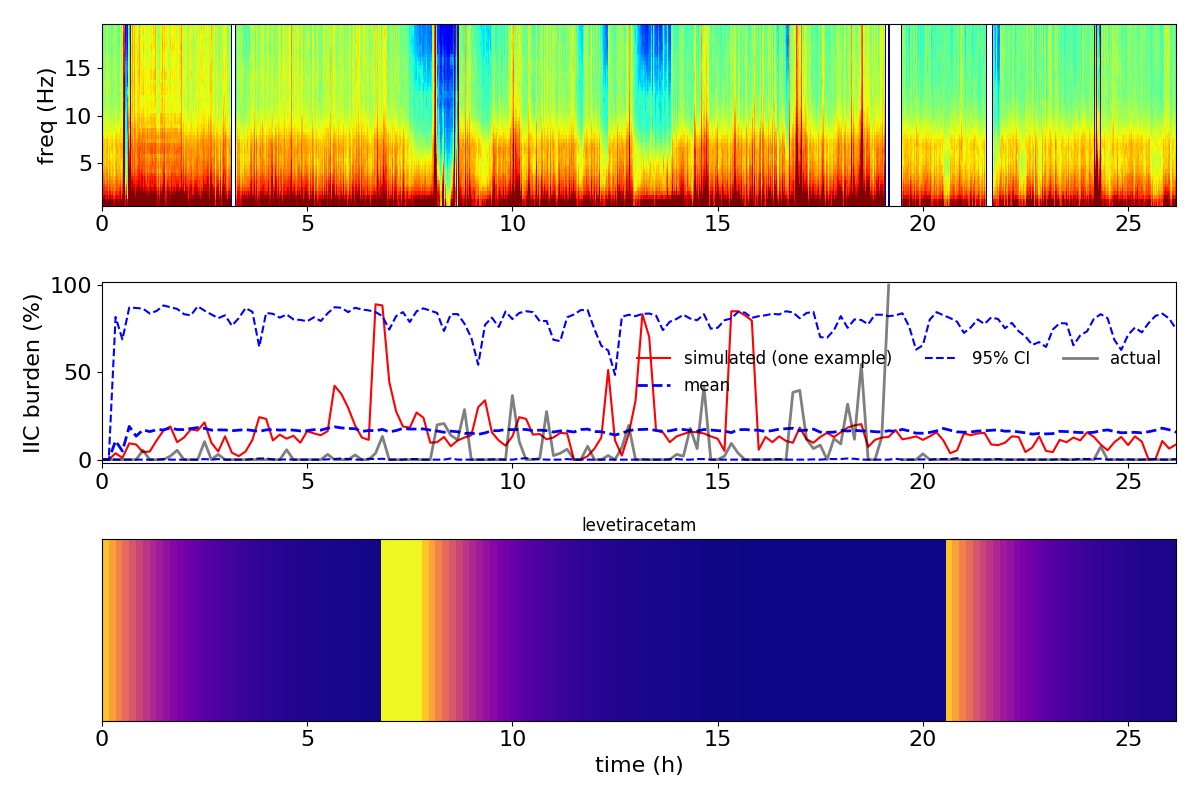 freq (Hz)
15
10
5
0 5 10 15 20 25
IIC burden (%)
100
50
0
simulated (one example) 95% CI actual
mean
0 5 10 15 20 25
levetiracetam
0 5 10 15 20 25
time (h)